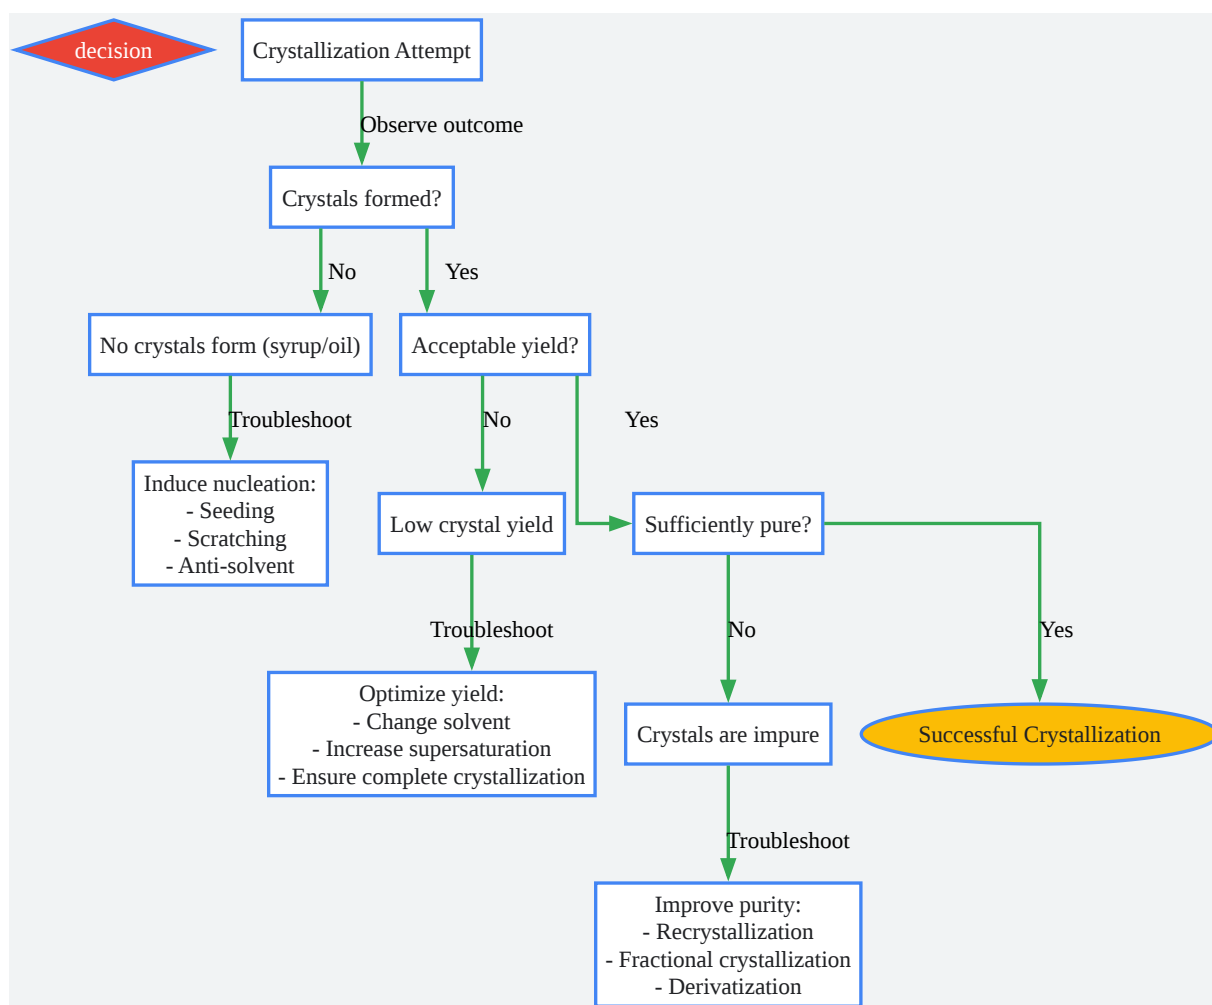 decision
Crystallization Attempt
Observe outcome
Crystals formed?
No
Yes
No crystals form (syrup/oil)
Acceptable yield?
Troubleshoot
No
Yes
Induce nucleation:
- Seeding
- Scratching
- Anti-solvent
Low crystal yield
Sufficiently pure?
Troubleshoot
No
Yes
Optimize yield:
- Change solvent
- Increase supersaturation
- Ensure complete crystallization
Crystals are impure
Successful Crystallization
Troubleshoot
Improve purity:
- Recrystallization
- Fractional crystallization
- Derivatization